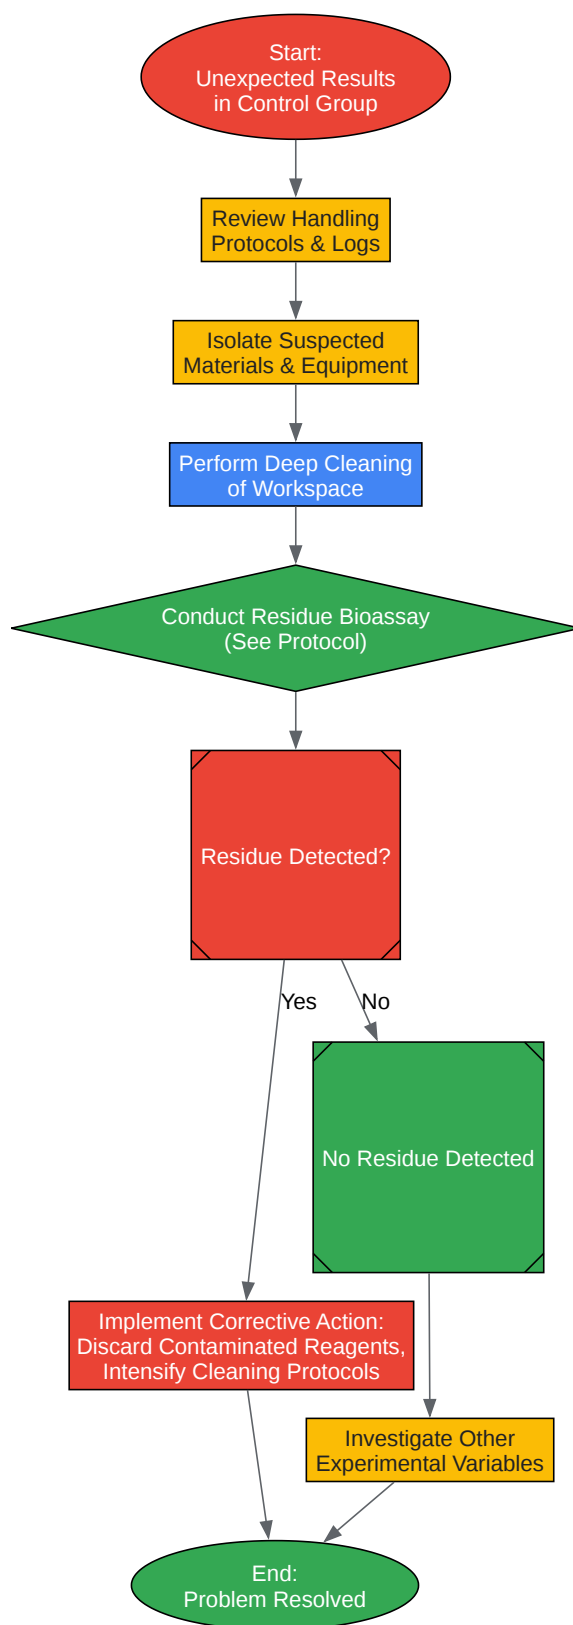 Start:
Unexpected Results
in Control Group
Review Handling
Protocols & Logs
Isolate Suspected
Materials & Equipment
Perform Deep Cleaning
of Workspace
Conduct Residue Bioassay
(See Protocol)
Residue Detected?
Yes
No
No Residue Detected
Implement Corrective Action:
Discard Contaminated Reagents,
Intensify Cleaning Protocols
Investigate Other
Experimental Variables
End:
Problem Resolved